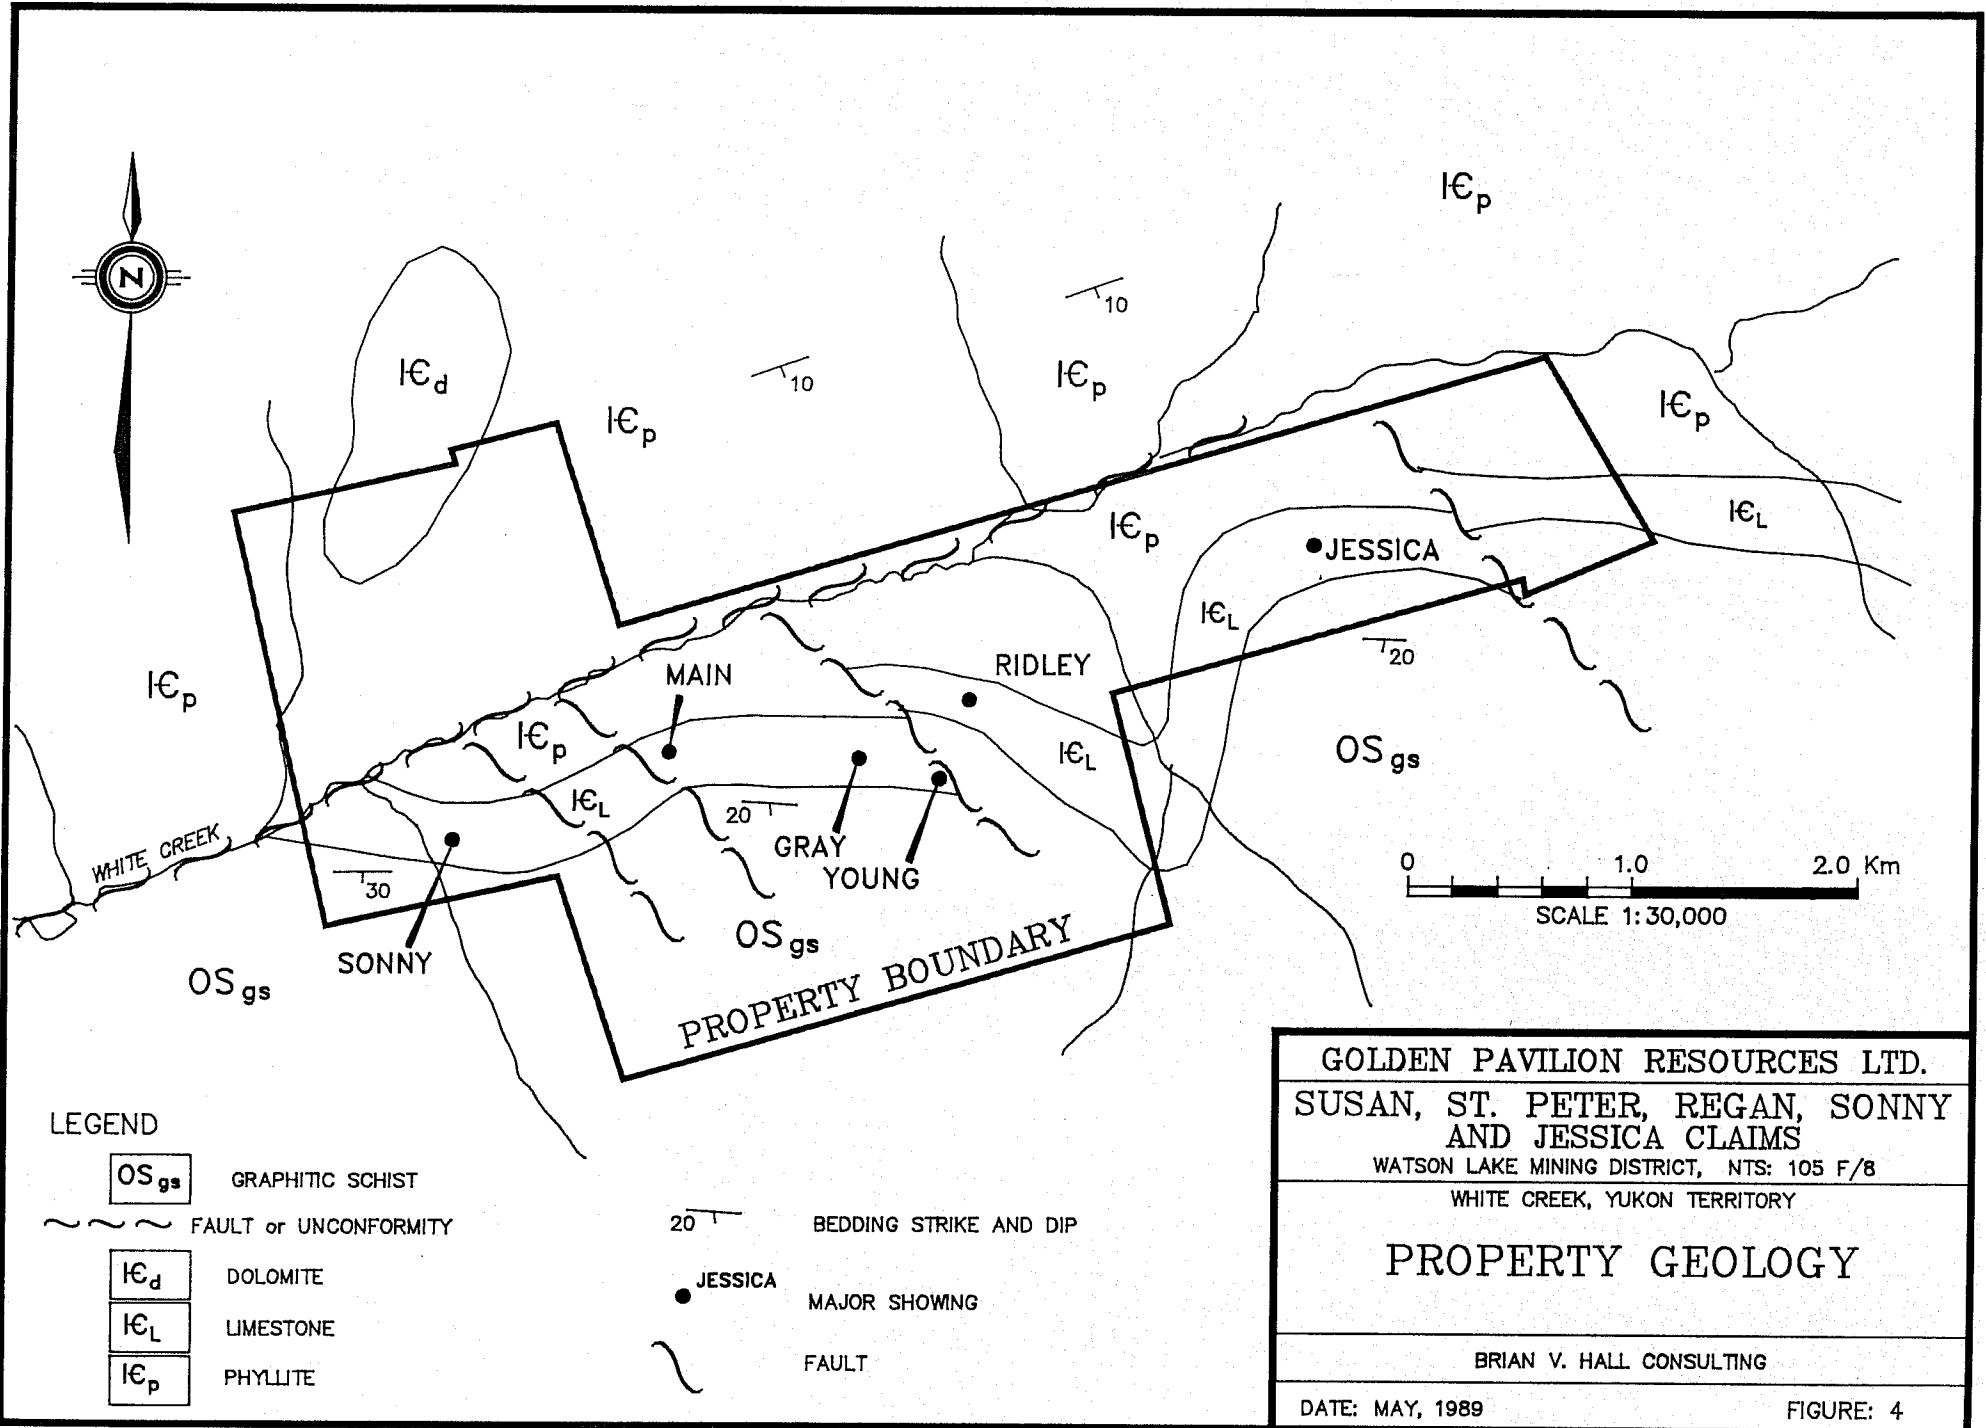 N
lЄp
10
lЄd
10
lЄp
lЄp
lЄp
lЄp
lЄL
JESSICA
lЄL
20
RIDLEY
MAIN
lЄp
lЄp
lЄL
lЄL
OSgs
20
GRAY
YOUNG
WHITE CREEK
30
SONNY
OSgs
OSgs
PROPERTY BOUNDARY
0 1.0 2.0 Km
SCALE 1:30,000
LEGEND
OSgs GRAPHITIC SCHIST
FAULT or UNCONFORMITY
lЄd DOLOMITE
lЄL LIMESTONE
lЄp PHYLLITE
20 BEDDING STRIKE AND DIP
JESSICA
MAJOR SHOWING
FAULT
GOLDEN PAVILION RESOURCES LTD.
SUSAN, ST. PETER, REGAN, SONNY
AND JESSICA CLAIMS
WATSON LAKE MINING DISTRICT, NTS: 105 F/8
WHITE CREEK, YUKON TERRITORY
PROPERTY GEOLOGY
BRIAN V. HALL CONSULTING
DATE: MAY, 1989 FIGURE: 4